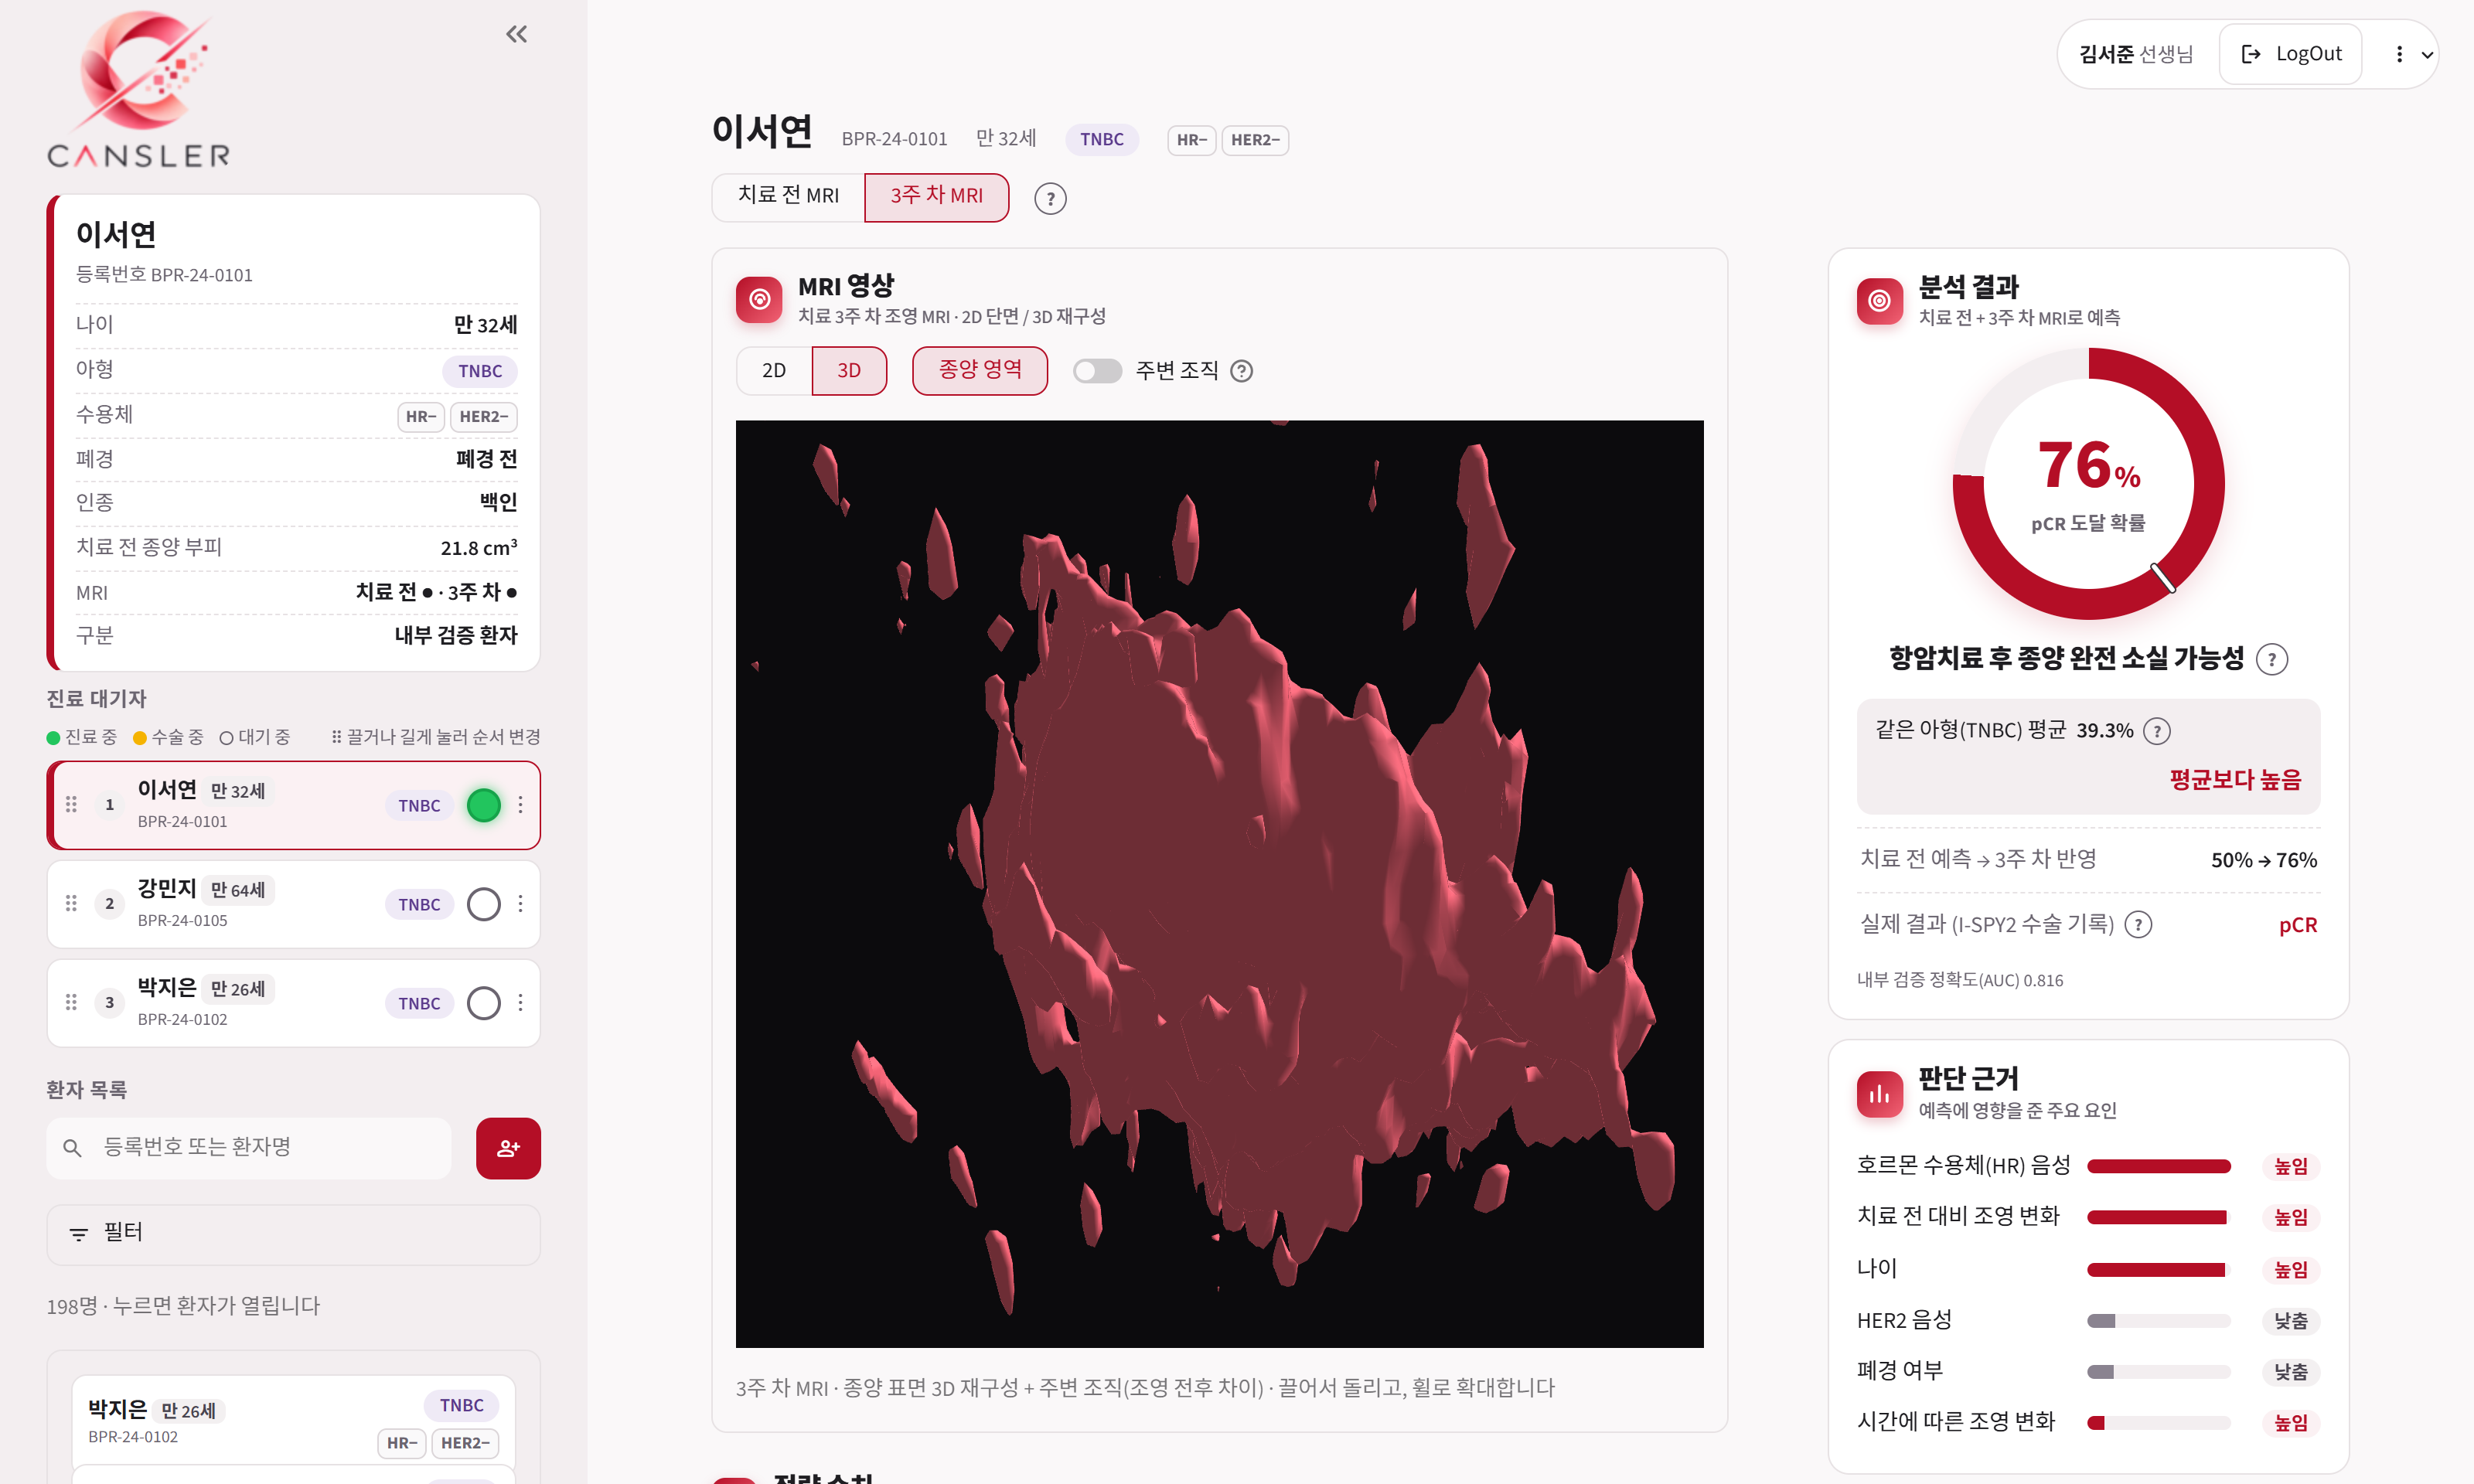 CANSLER
이서연
등록번호 BPR-24-0101
나이 만 32세
아형 TNBC
수용체 HR− HER2−
폐경 폐경 전
인종 백인
치료 전 종양 부피 21.8 cm³
MRI 치료 전 ● · 3주 차 ●
구분 내부 검증 환자
진료 대기자
진료 중 수술 중 대기 중 ⠿ 끌거나 길게 눌러 순서 변경
1 이서연 만 32세 TNBC
BPR-24-0101
2 강민지 만 64세 TNBC
BPR-24-0105
3 박지은 만 26세 TNBC
BPR-24-0102
환자 목록
등록번호 또는 환자명
필터
198명 · 누르면 환자가 열립니다
박지은 만 26세 TNBC
BPR-24-0102 HR− HER2−
김서준 선생님 LogOut
이서연 BPR-24-0101 만 32세 TNBC HR− HER2−
치료 전 MRI 3주 차 MRI ?
MRI 영상
치료 3주 차 조영 MRI · 2D 단면 / 3D 재구성
2D 3D 종양 영역 주변 조직 ?
3주 차 MRI · 종양 표면 3D 재구성 + 주변 조직(조영 전후 차이) · 끌어서 돌리고, 휠로 확대합니다
분석 결과
치료 전 + 3주 차 MRI로 예측
76%
pCR 도달 확률
항암치료 후 종양 완전 소실 가능성 ?
같은 아형(TNBC) 평균 39.3% ?
평균보다 높음
치료 전 예측 → 3주 차 반영 50% → 76%
실제 결과 (I-SPY2 수술 기록) ? pCR
내부 검증 정확도(AUC) 0.816
판단 근거
예측에 영향을 준 주요 요인
호르몬 수용체(HR) 음성 높임
치료 전 대비 조영 변화 높임
나이 높임
HER2 음성 낮춤
폐경 여부 낮춤
시간에 따른 조영 변화 높임